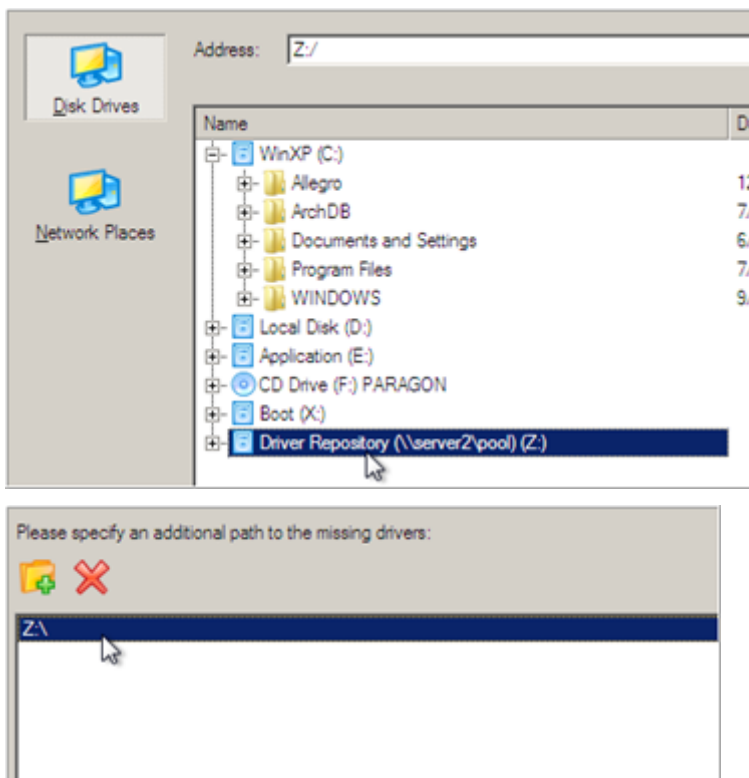 Address: Z:/
Disk Drives
Network Places
Name
WinXP (C:)
Allegro
ArchDB
Documents and Settings
Program Files
WINDOWS
Local Disk (D:)
Application (E:)
CD Drive (F:) PARAGON
Boot (X:)
Driver Repository (\\server2\pool) (Z:)
Please specify an additional path to the missing drivers:
Z:\